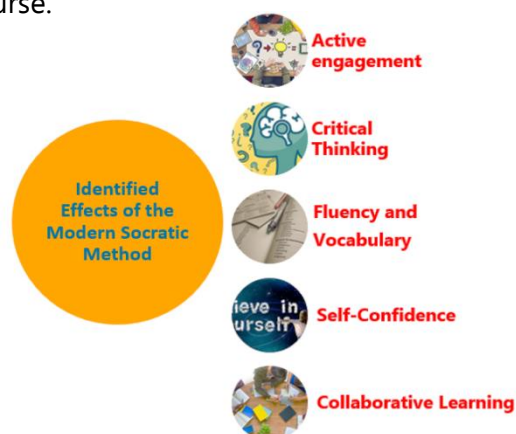 Active
engagement
Critical
Thinking
Identified
Effects of the
Modern Socratic
Method
Fluency and
Vocabulary
ieve in
urself
Self-Confidence
Collaborative Learning